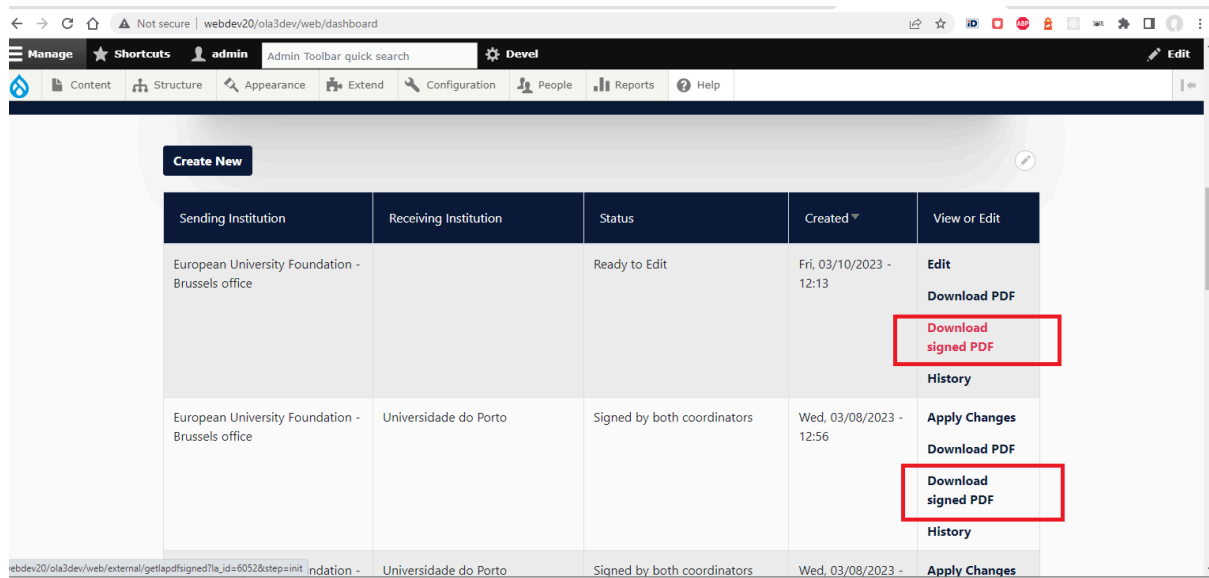 Not secure | webdev20/ola3dev/web/dashboard
Manage Shortcuts admin Admin Toolbar quick search Devel Edit
Content Structure Appearance Extend Configuration People Reports Help
Create New
Sending Institution Receiving Institution Status Created View or Edit
European University Foundation - Ready to Edit Fri, 03/10/2023 - Edit
Brussels office 12:13
Download PDF
Download
signed PDF
History
European University Foundation - Universidade do Porto Signed by both coordinators Wed, 03/08/2023 - Apply Changes
Brussels office 12:56
Download PDF
Download
signed PDF
History
ebdev20/ola3dev/web/external/getlapdfsigned?la_id=6052&step=init ndation - Universidade do Porto Signed by both coordinators Wed, 03/08/2023 - Apply Changes